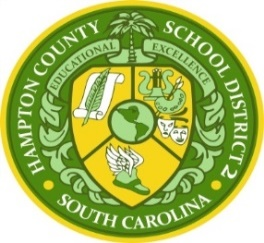 HAMPTON COUNTY
SCHOOL DISTRICT 2
EDUCATIONAL
EXCELLENCE
• SOUTH CAROLINA •